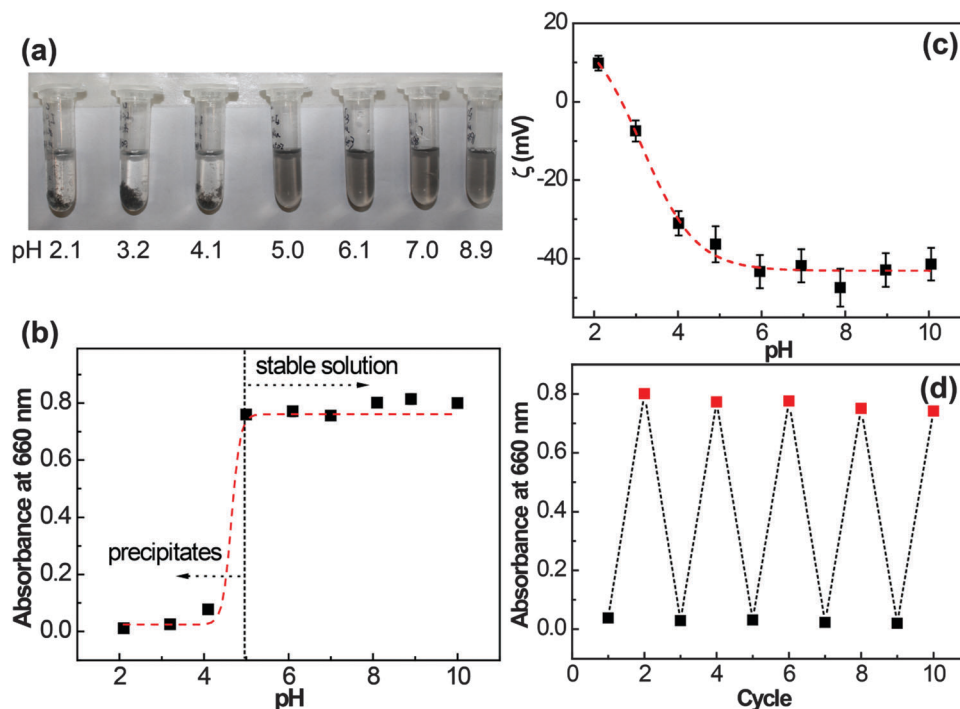 (a)
pH 2.1 3.2 4.1 5.0 6.1 7.0 8.9
(b)
stable solution
precipitates
Absorbance at 660 nm
0.8
0.6
0.4
0.2
0.0
2 4 6 8 10
pH
(c)
ζ (mV)
20
0
-20
-40
2 4 6 8 10
pH
(d)
Absorbance at 660 nm
0.8
0.6
0.4
0.2
0.0
0 2 4 6 8 10
Cycle